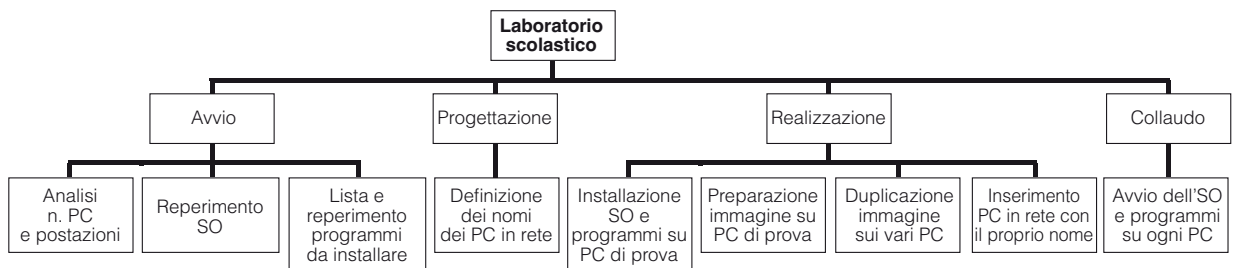 Laboratorio
scolastico
Avvio
Progettazione
Realizzazione
Collaudo
Analisi
n. PC
e postazioni
Reperimento
SO
Lista e
reperimento
programmi
da installare
Definizione
dei nomi
dei PC in rete
Installazione
SO e
programmi su
PC di prova
Preparazione
immagine su
PC di prova
Duplicazione
immagine
sui vari PC
Inserimento
PC in rete con
il proprio nome
Avvio dell'SO
e programmi
su ogni PC